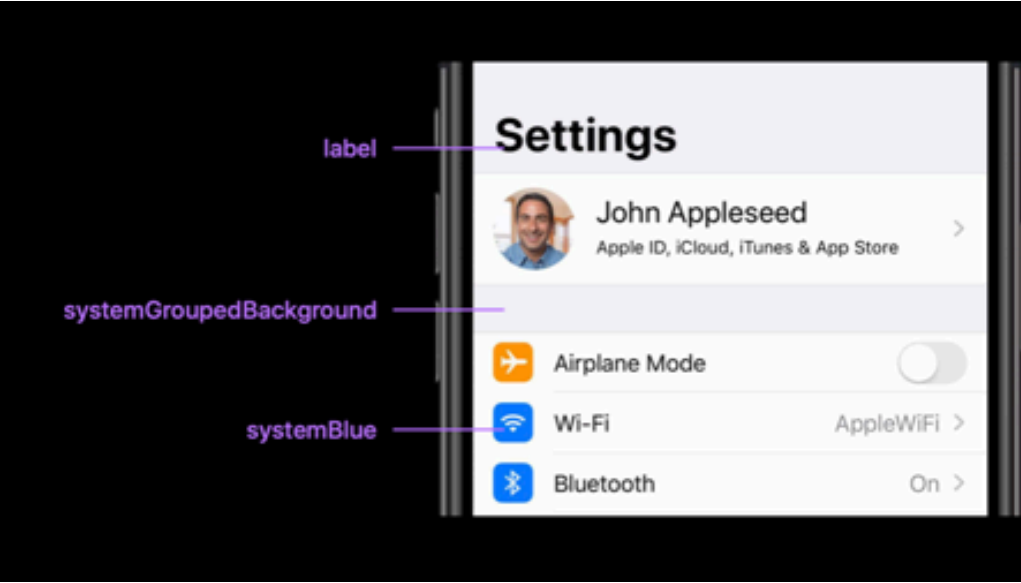 Settings
label
John Appleseed
Apple ID, iCloud, iTunes & App Store
systemGroupedBackground
Airplane Mode
systemBlue
Wi-Fi AppleWiFi
Bluetooth On